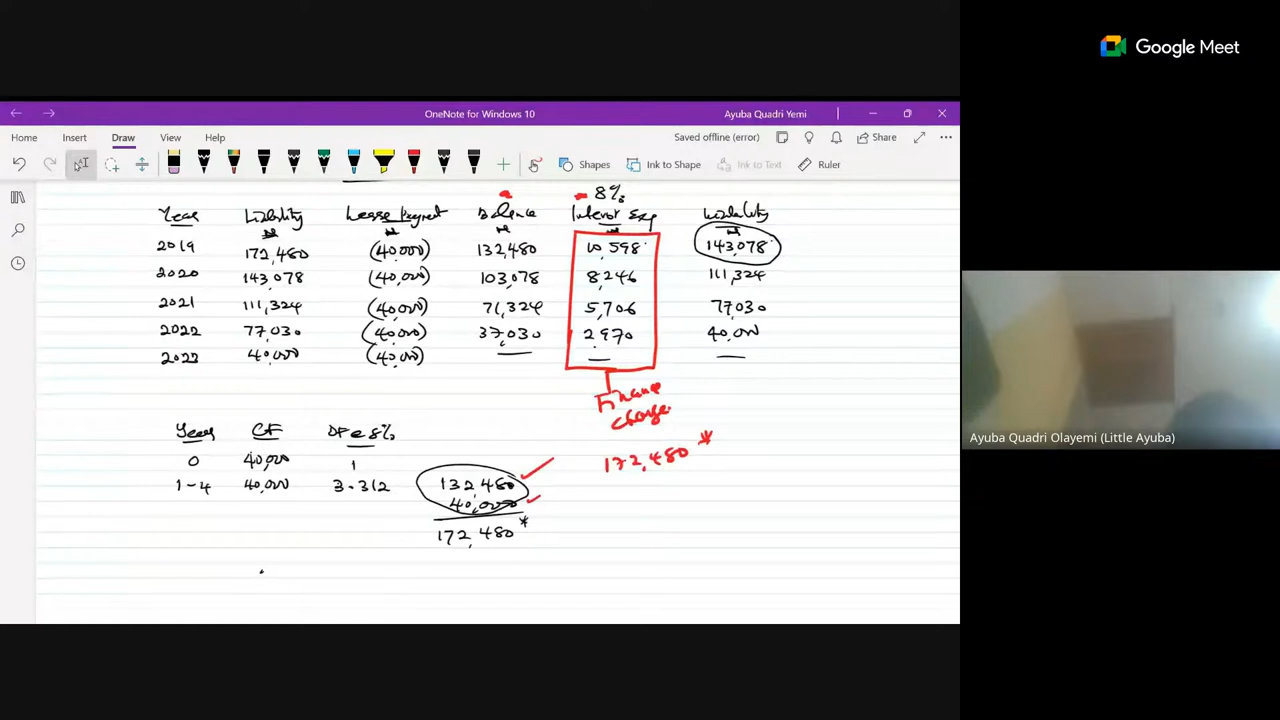 Google Meet
OneNote for Windows 10
Ayuba Quadri Yemi
Home Insert Draw View Help
Saved offline (error)
Share
Shapes
Ink to Shape
Ink to Text
Ruler
- 8%
Year Liability Lease Payment Balance Interest Exp Liability
2019 172,480 (40,000) 132,480 10,598 143,078
2020 143,078 (40,000) 103,078 8,246 111,324
2021 111,324 (40,000) 71,324 5,706 77,030
2022 77,030 (40,000) 37,030 2,970 40,000
40,000 (40,000)
Finance
charge
Years CF DF @ 8%
0 40,000 1
172,480 *
1-4 40,000 3.312 132,480
40,000
172,480 *
Ayuba Quadri Olayemi (Little Ayuba)